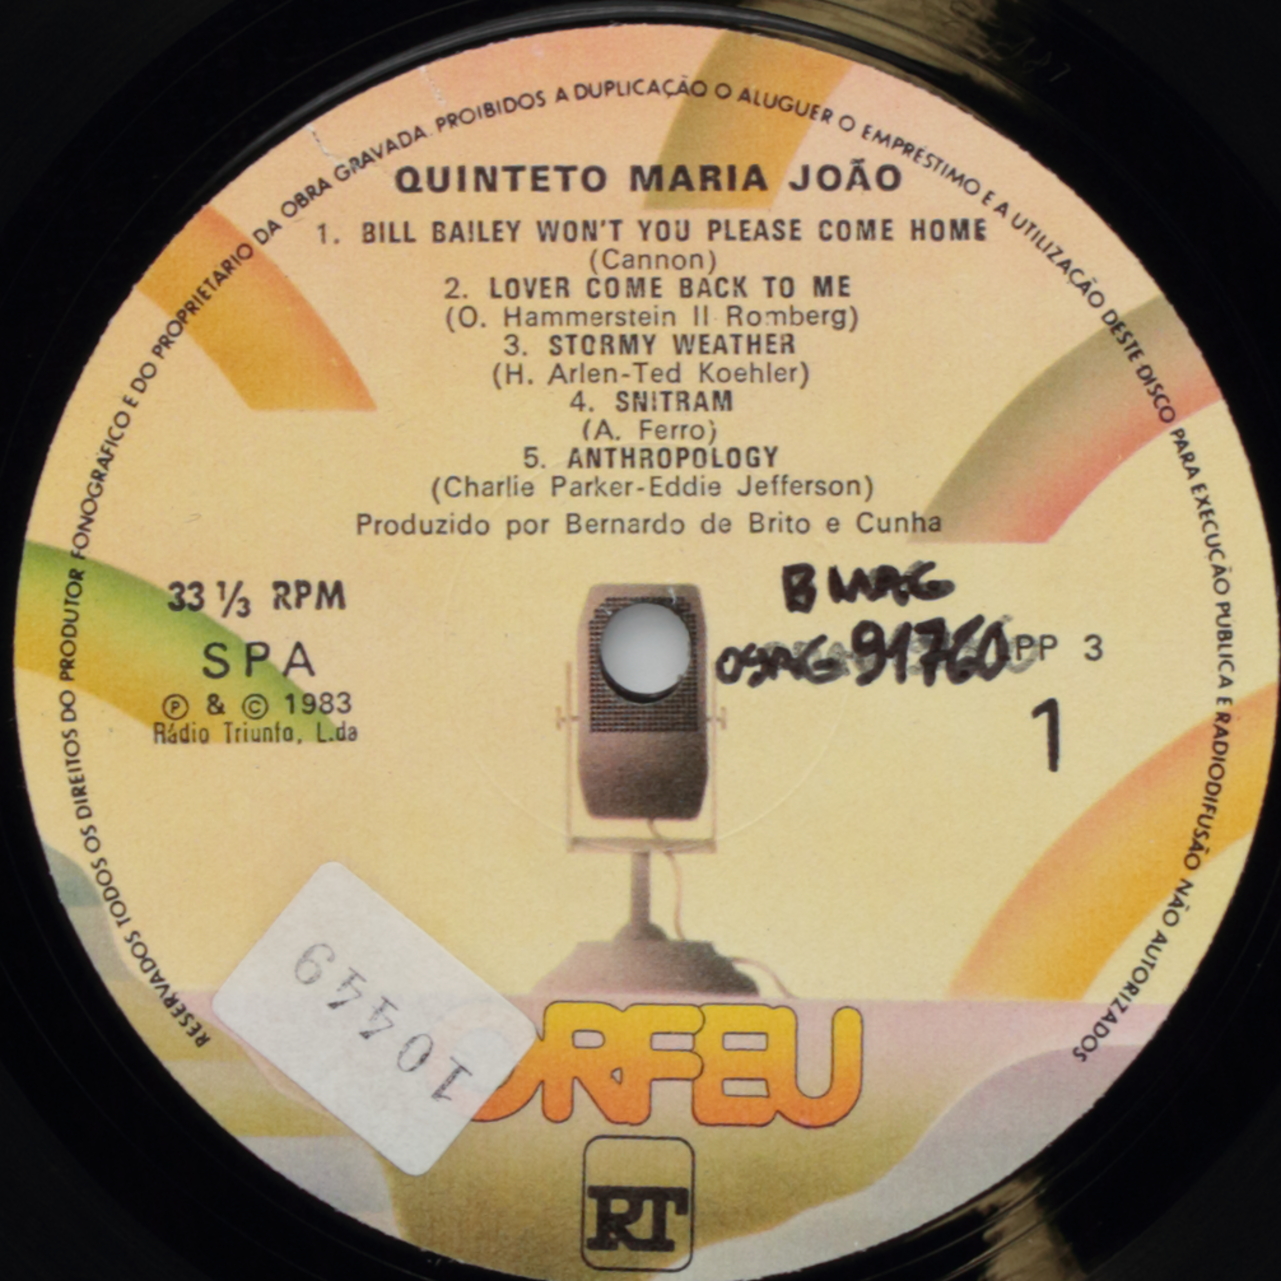 RESERVADOS TODOS OS DIREITOS DO PRODUTOR FONOGRÁFICO E DO PROPRIETARIO DA OBRA GRAVADA. PROIBIDOS A DUPLICAÇÃO O ALUGUER O EMPRÉSTIMO E A UTILIZAÇÃO DESTE DISCO PARA EXECUÇÃO PUBLICA E RADIODIFUSÃO NÃO AUTORIZADOS
QUINTETO MARIA JOÃO
1. BILL BAILEY WON'T YOU PLEASE COME HOME
(Cannon)
2. LOVER COME BACK TO ME
(O. Hammerstein II Romberg)
3. STORMY WEATHER
(H. Arlen-Ted Koehler)
4. SNITRAM
(A. Ferro)
5. ANTHROPOLOGY
(Charlie Parker-Eddie Jefferson)
Produzido por Bernardo de Brito e Cunha
33 1/3 RPM
SPA
℗ & © 1983
Rádio Triunfo, L.da
91760
PP 3
1
10449
ORFEU
RT